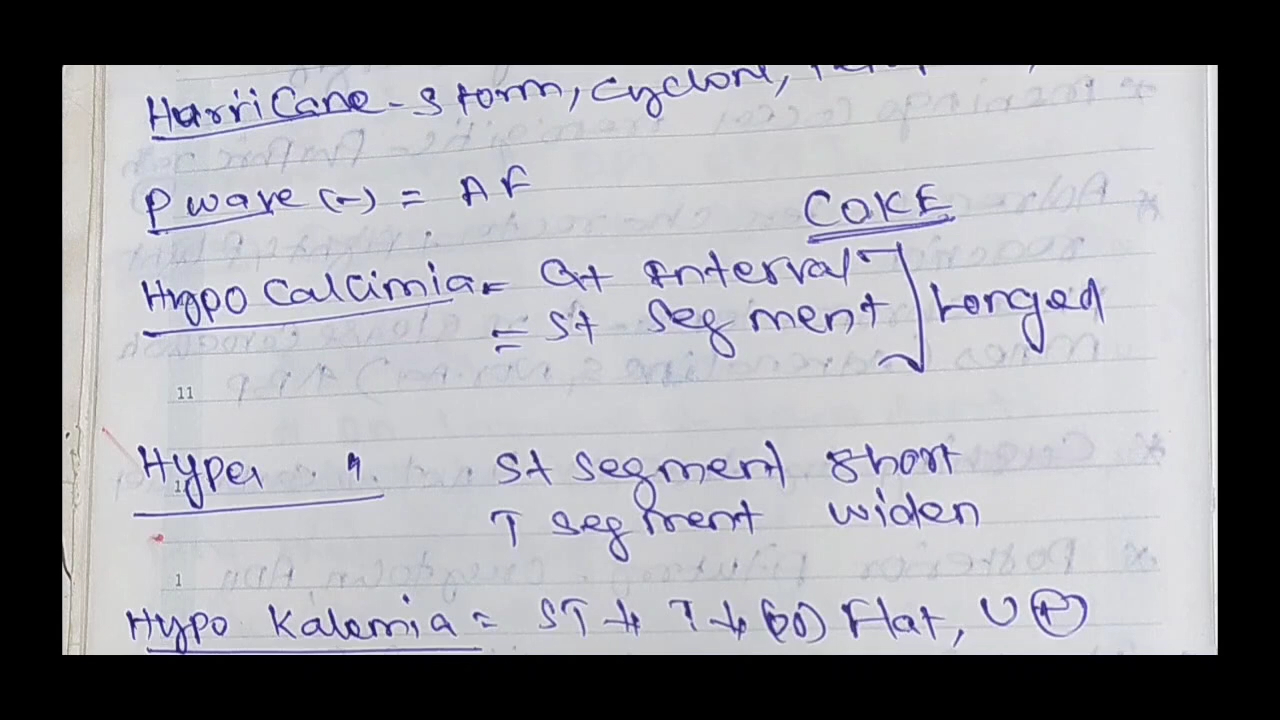 Hurricane - Storm, Cyclone,
P wave (-) = AF
COKE
Hypo Calcimia = Qt Interval
= St Segment ] Longed
11
Hyper " St segment short
T segment widen
1
Hypo Kalemia = ST ↓, T ↓ (or) Flat, U (+)